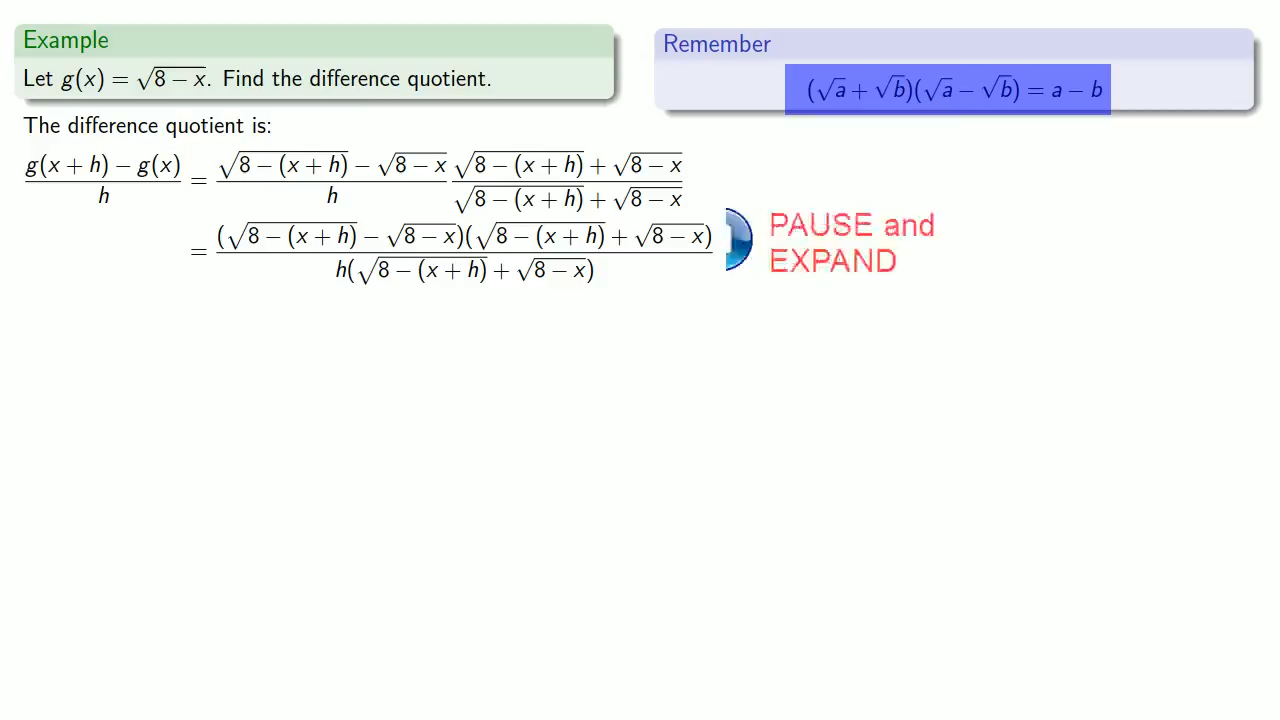 Example
Let g(x) = √(8 − x). Find the difference quotient.
Remember
(√a + √b)(√a − √b) = a − b
The difference quotient is:
(g(x + h) − g(x))/h = (√(8 − (x + h)) − √(8 − x))/h (√(8 − (x + h)) + √(8 − x))/(√(8 − (x + h)) + √(8 − x))
= ((√(8 − (x + h)) − √(8 − x))(√(8 − (x + h)) + √(8 − x)))/(h(√(8 − (x + h)) + √(8 − x)))
PAUSE and
EXPAND